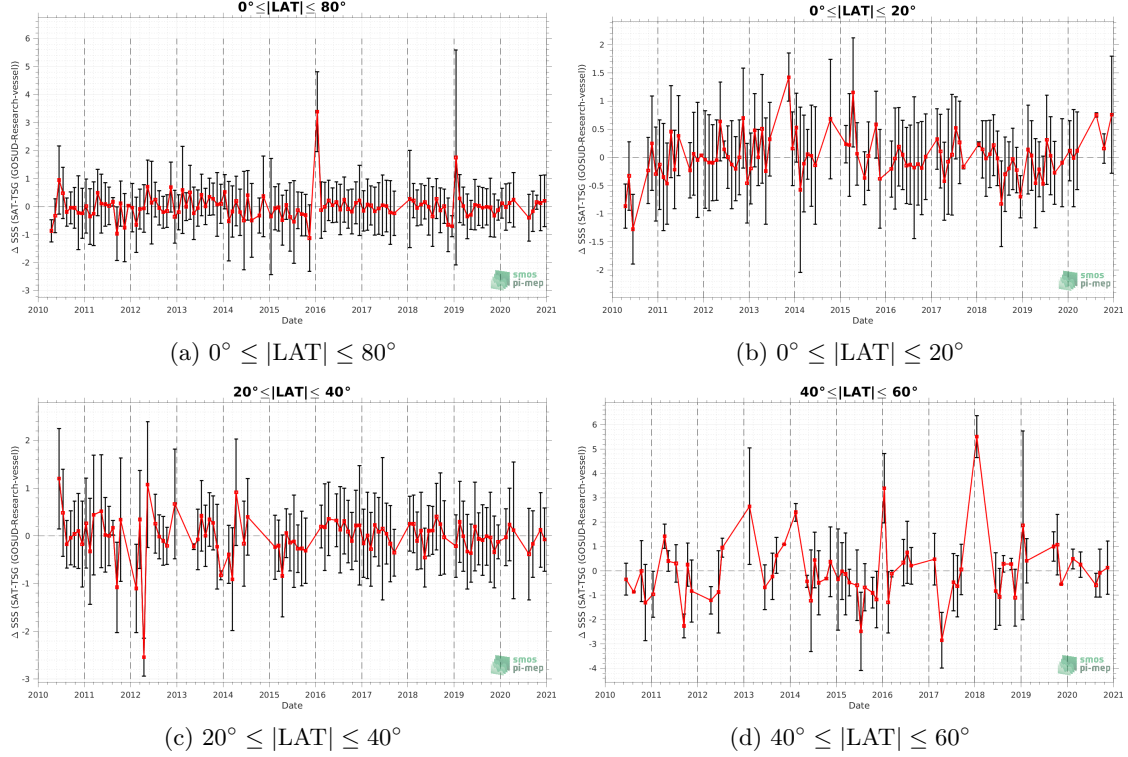 0°≤|LAT|≤ 80°
Δ SSS (SAT-TSG (GOSUD-Research-vessel))
6
5
4
3
2
1
0
-1
-2
-3
2010 2011 2012 2013 2014 2015 2016 2017 2018 2019 2020 2021
Date
smos
pi-mep
(a) 0° ≤ |LAT| ≤ 80°
0°≤|LAT|≤ 20°
Δ SSS (SAT-TSG (GOSUD-Research-vessel))
2
1.5
1
0.5
0
-0.5
-1
-1.5
-2
2010 2011 2012 2013 2014 2015 2016 2017 2018 2019 2020 2021
Date
smos
pi-mep
(b) 0° ≤ |LAT| ≤ 20°
20°≤|LAT|≤ 40°
Δ SSS (SAT-TSG (GOSUD-Research-vessel))
2
1
0
-1
-2
-3
2010 2011 2012 2013 2014 2015 2016 2017 2018 2019 2020 2021
Date
smos
pi-mep
(c) 20° ≤ |LAT| ≤ 40°
40°≤|LAT|≤ 60°
Δ SSS (SAT-TSG (GOSUD-Research-vessel))
6
5
4
3
2
1
0
-1
-2
-3
-4
2010 2011 2012 2013 2014 2015 2016 2017 2018 2019 2020 2021
Date
smos
pi-mep
(d) 40° ≤ |LAT| ≤ 60°